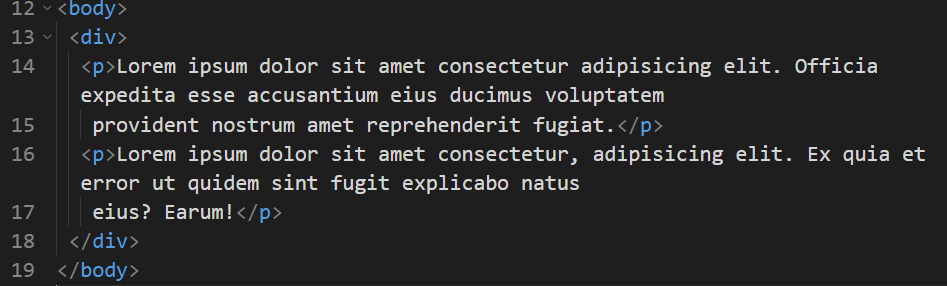 12 <body>
13 <div>
14 <p>Lorem ipsum dolor sit amet consectetur adipisicing elit. Officia
expedita esse accusantium eius ducimus voluptatem
15 provident nostrum amet reprehenderit fugiat.</p>
16 <p>Lorem ipsum dolor sit amet consectetur, adipisicing elit. Ex quia et
error ut quidem sint fugit explicabo natus
17 eius? Earum!</p>
18 </div>
19 </body>